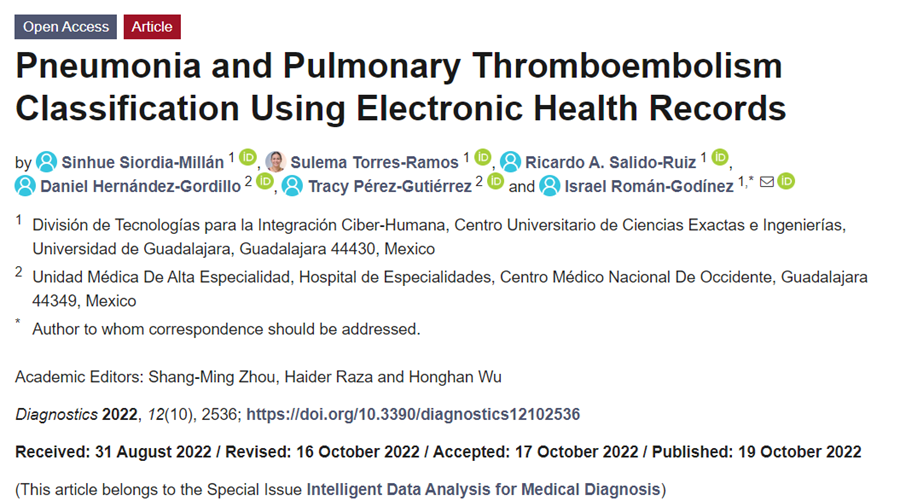 Open Access Article
Pneumonia and Pulmonary Thromboembolism
Classification Using Electronic Health Records
by Sinhue Siordia-Millán 1 iD, Sulema Torres-Ramos 1 iD, Ricardo A. Salido-Ruiz 1 iD,
Daniel Hernández-Gordillo 2 iD, Tracy Pérez-Gutiérrez 2 iD and Israel Román-Godínez 1,* iD
1 División de Tecnologías para la Integración Ciber-Humana, Centro Universitario de Ciencias Exactas e Ingenierías,
Universidad de Guadalajara, Guadalajara 44430, Mexico
2 Unidad Médica De Alta Especialidad, Hospital de Especialidades, Centro Médico Nacional De Occidente, Guadalajara
44349, Mexico
* Author to whom correspondence should be addressed.
Academic Editors: Shang-Ming Zhou, Haider Raza and Honghan Wu
Diagnostics 2022, 12(10), 2536; https://doi.org/10.3390/diagnostics12102536
Received: 31 August 2022 / Revised: 16 October 2022 / Accepted: 17 October 2022 / Published: 19 October 2022
(This article belongs to the Special Issue Intelligent Data Analysis for Medical Diagnosis)